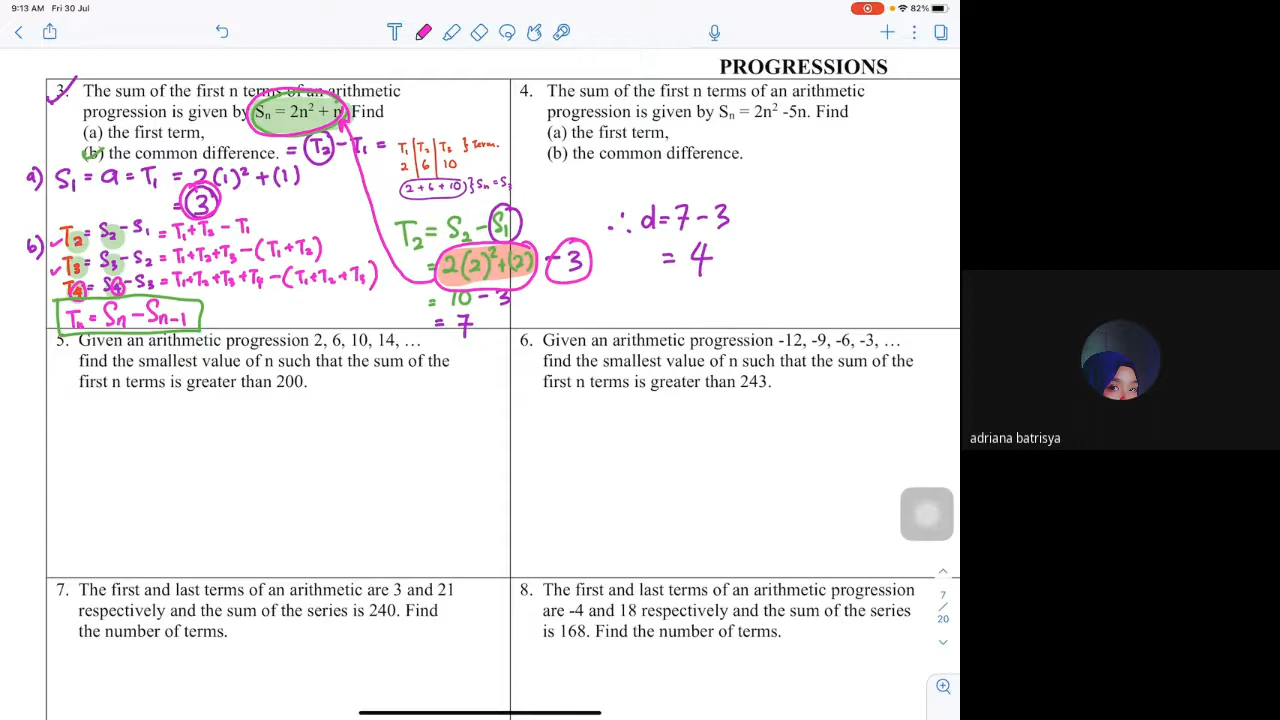 9:13 AM Fri 30 Jul
82%
PROGRESSIONS
3. The sum of the first n terms of an arithmetic
progression is given by Sn = 2n² + n. Find
(a) the first term,
(b) the common difference. = T2 - T1 =
T1 | T2 | T3 } Term.
2 | 6 | 10
2 + 6 + 10 } Sn = S3
a) S1 = a = T1 = 2(1)² + (1)
= 3
b) T2 = S2 - S1 = T1 + T2 - T1
T3 = S3 - S2 = T1 + T2 + T3 - (T1 + T2)
T4 = S4 - S3 = T1 + T2 + T3 + T4 - (T1 + T2 + T3)
Tn = Sn - Sn-1
T2 = S2 - S1
= 2(2)² + (2) - 3
= 10 - 3
= 7
∴ d = 7 - 3
= 4
4. The sum of the first n terms of an arithmetic
progression is given by Sn = 2n² -5n. Find
(a) the first term,
(b) the common difference.
5. Given an arithmetic progression 2, 6, 10, 14, …
find the smallest value of n such that the sum of the
first n terms is greater than 200.
6. Given an arithmetic progression -12, -9, -6, -3, …
find the smallest value of n such that the sum of the
first n terms is greater than 243.
7. The first and last terms of an arithmetic are 3 and 21
respectively and the sum of the series is 240. Find
the number of terms.
8. The first and last terms of an arithmetic progression
are -4 and 18 respectively and the sum of the series
is 168. Find the number of terms.
7
/
20
adriana batrisya